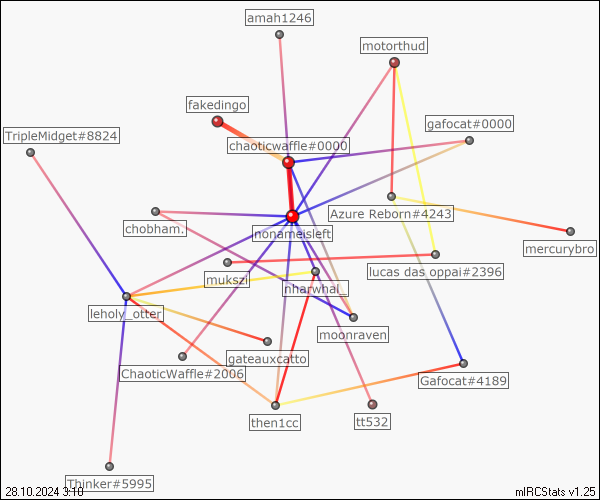 amah1246
motorthud
fakedingo
gafocat#0000
TripleMidget#8824
chaoticwaffle#0000
Azure Reborn#4243
chobham.
nonameisleft
mercurybro
lucas das oppai#2396
mukszi
nharwhal_
leholy_otter
moonraven
gateauxcatto
ChaoticWaffle#2006
Gafocat#4189
then1cc
tt532
Thinker#5995
28.10.2024 3:10
mIRCStats v1.25